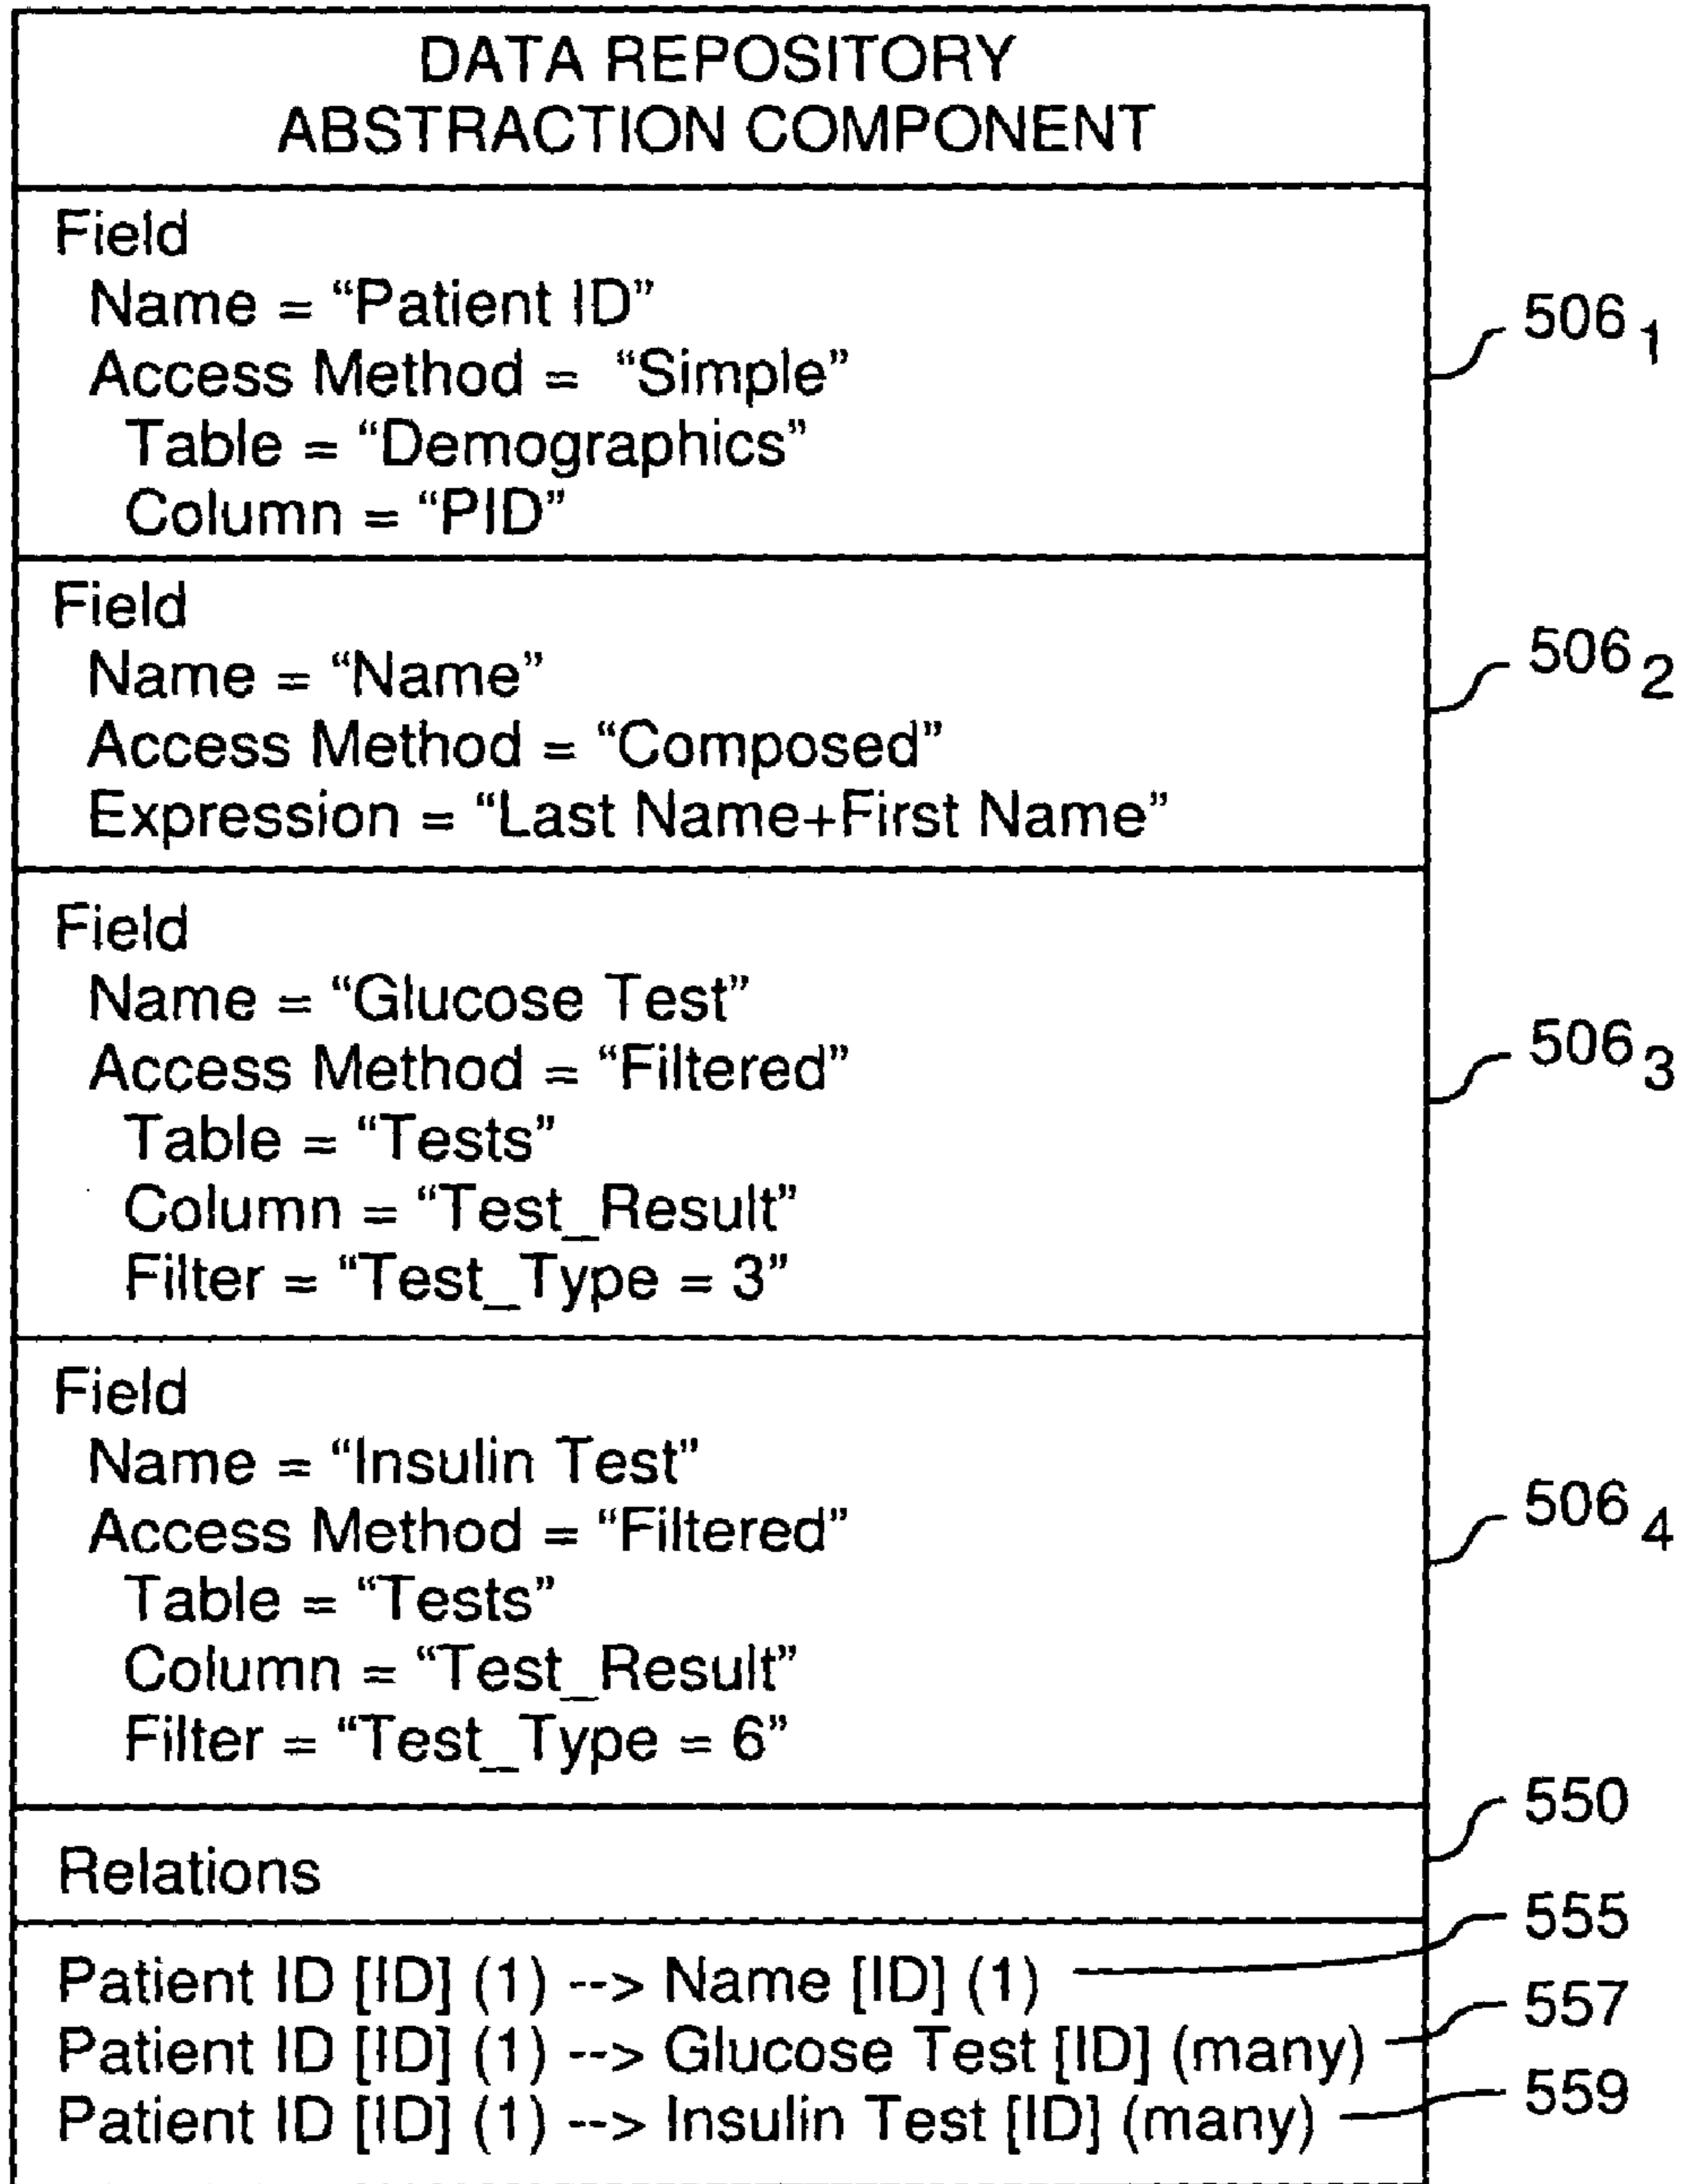 DATA REPOSITORY
ABSTRACTION COMPONENT
Field
Name = “Patient ID”
Access Method = “Simple”
Table = “Demographics”
Column = “PID”
506 1
Field
Name = “Name”
Access Method = “Composed”
Expression = “Last Name+First Name”
506 2
Field
Name = “Glucose Test”
Access Method = “Filtered”
Table = “Tests”
Column = “Test_Result”
Filter = “Test_Type = 3”
506 3
Field
Name = “Insulin Test”
Access Method = “Filtered”
Table = “Tests”
Column = “Test_Result”
Filter = “Test_Type = 6”
506 4
Relations
550
Patient ID [ID] (1) --> Name [ID] (1)
555
Patient ID [ID] (1) --> Glucose Test [ID] (many)
557
Patient ID [ID] (1) --> Insulin Test [ID] (many)
559